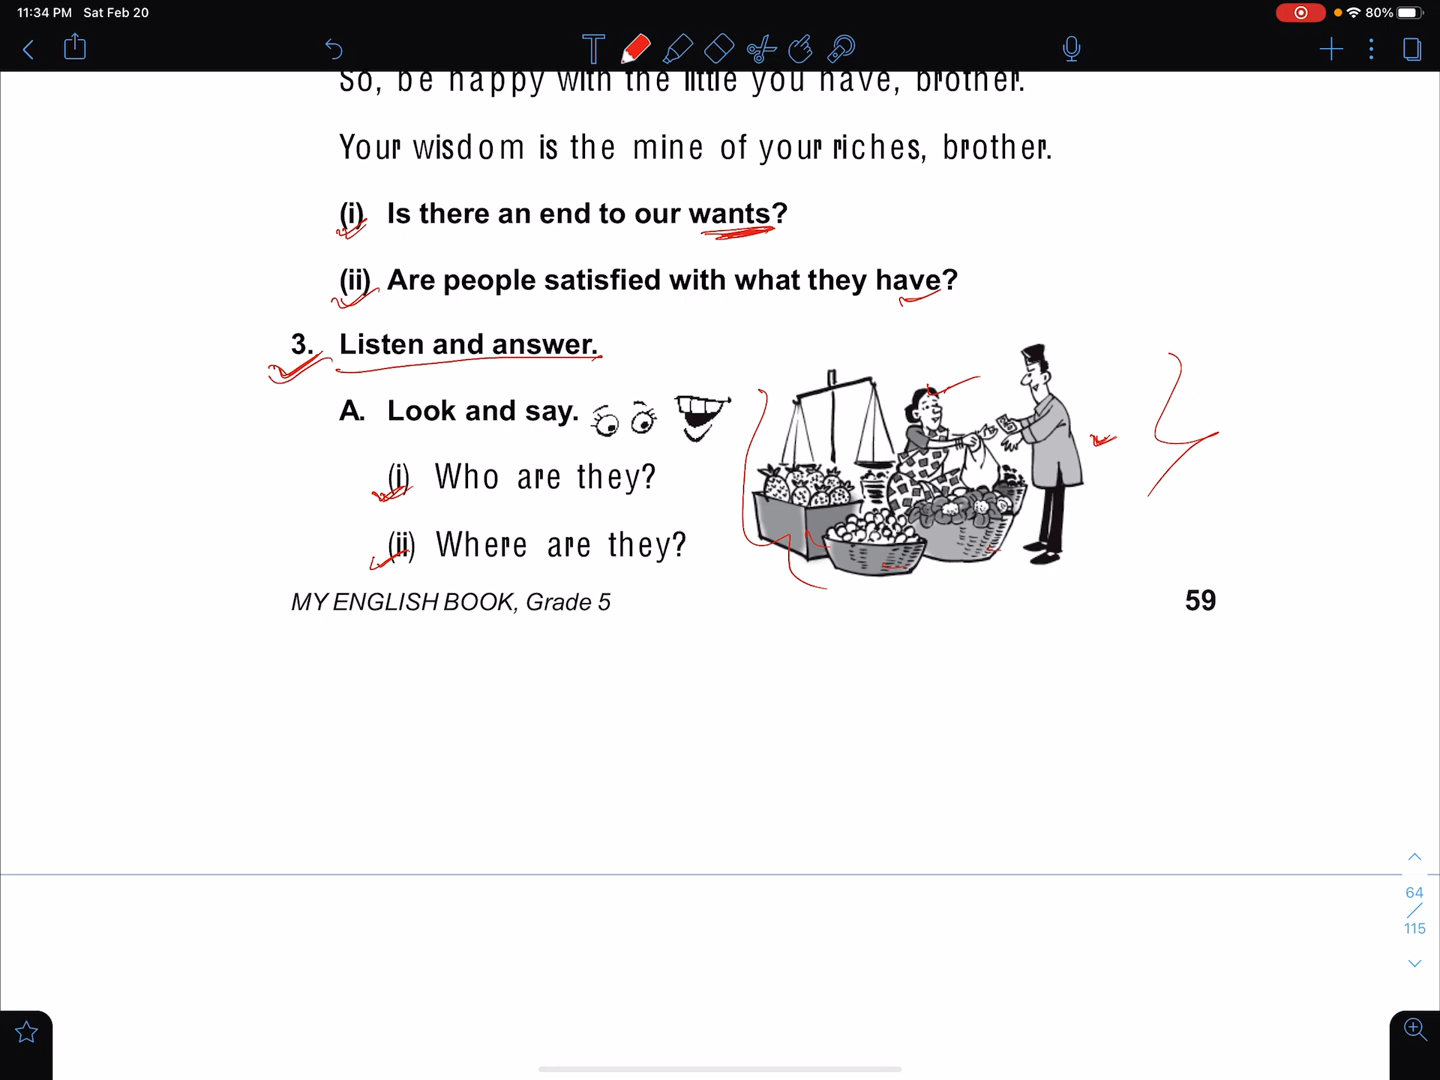 11:34 PM Sat Feb 20
80%
So, be happy with the little you have, brother.
Your wisdom is the mine of your riches, brother.
(i) Is there an end to our wants?
(ii) Are people satisfied with what they have?
3. Listen and answer.
A. Look and say.
(i) Who are they?
(ii) Where are they?
MY ENGLISH BOOK, Grade 5 59
64
115